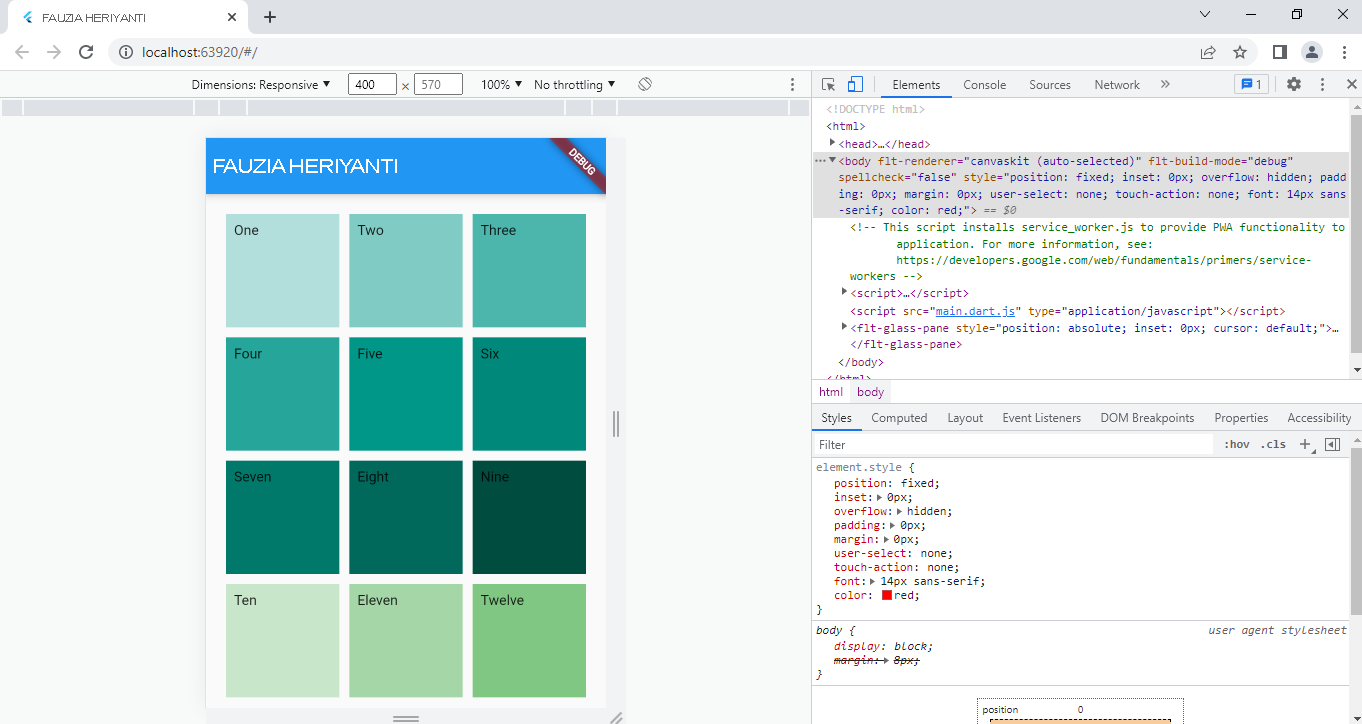 FAUZIA HERIYANTI
localhost:63920/#/
Dimensions: Responsive 400 × 570 100% No throttling
Elements Console Sources Network 1
FAUZIA HERIYANTI
DEBUG
One Two Three
Four Five Six
Seven Eight Nine
Ten Eleven Twelve
<!DOCTYPE html>
<html>
<head>…</head>
<body flt-renderer="canvaskit (auto-selected)" flt-build-mode="debug"
spellcheck="false" style="position: fixed; inset: 0px; overflow: hidden; padd
ing: 0px; margin: 0px; user-select: none; touch-action: none; font: 14px sans
-serif; color: red;"> == $0
<!-- This script installs service_worker.js to provide PWA functionality to
application. For more information, see:
https://developers.google.com/web/fundamentals/primers/service-
workers -->
<script>…</script>
<script src="main.dart.js" type="application/javascript"></script>
<flt-glass-pane style="position: absolute; inset: 0px; cursor: default;">…
</flt-glass-pane>
</body>
</html>
html body
Styles Computed Layout Event Listeners DOM Breakpoints Properties Accessibility
Filter :hov .cls
element.style {
position: fixed;
inset: 0px;
overflow: hidden;
padding: 0px;
margin: 0px;
user-select: none;
touch-action: none;
font: 14px sans-serif;
color: red;
}
body { user agent stylesheet
display: block;
margin: 8px;
}
position 0